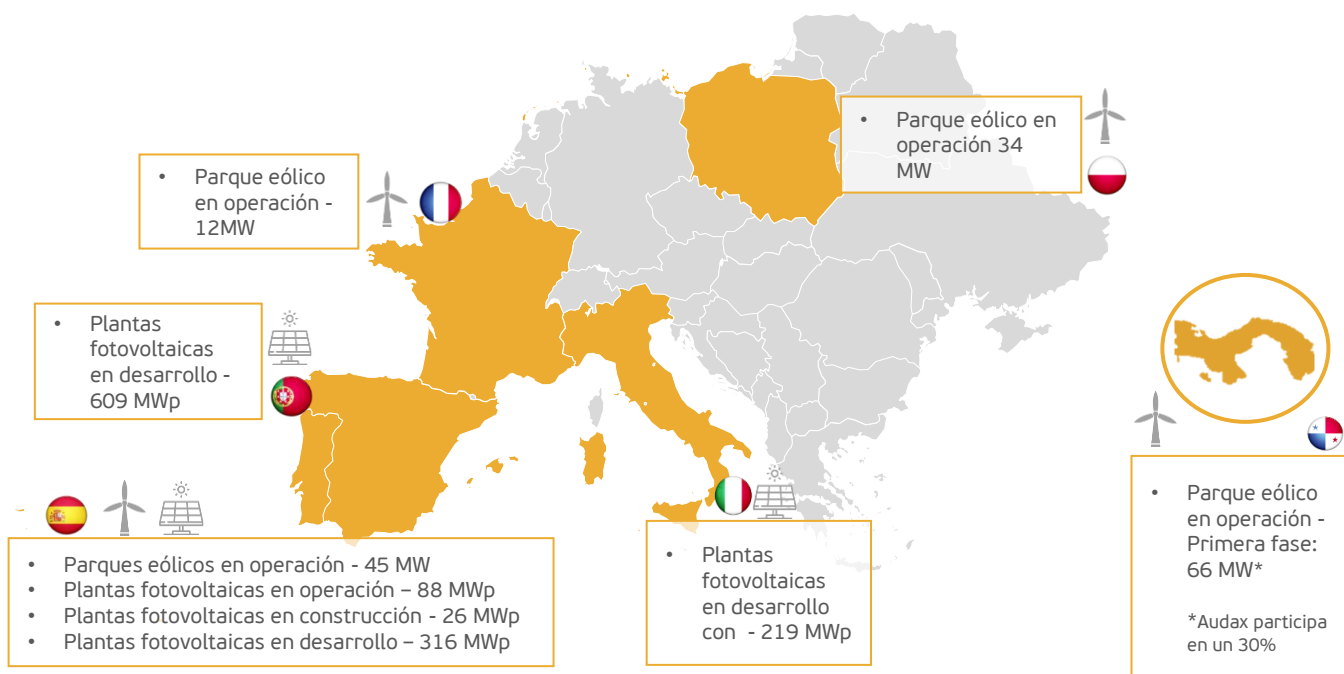 • Parque eólico en
operación 34
MW
• Parque eólico
en operación -
12MW
• Plantas
fotovoltaicas
en desarrollo -
609 MWp
• Parques eólicos en operación - 45 MW
• Plantas fotovoltaicas en operación – 88 MWp
• Plantas fotovoltaicas en construcción - 26 MWp
• Plantas fotovoltaicas en desarrollo – 316 MWp
• Plantas
fotovoltaicas
en desarrollo
con - 219 MWp
• Parque eólico
en operación -
Primera fase:
66 MW*
*Audax participa
en un 30%